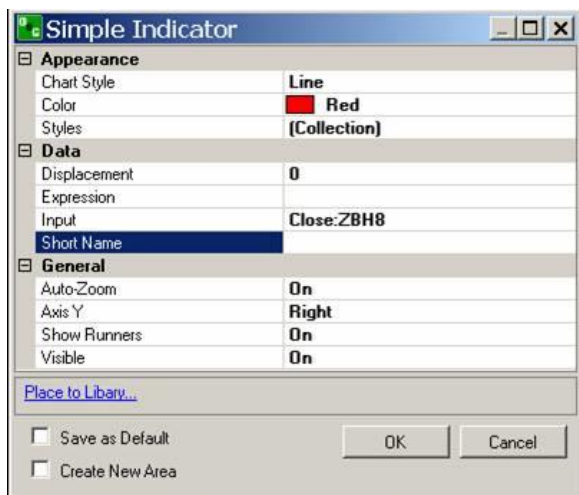 Simple Indicator
Appearance
Chart Style Line
Color Red
Styles (Collection)
Data
Displacement 0
Expression
Input Close:ZBH8
Short Name
General
Auto-Zoom On
Axis Y Right
Show Runners On
Visible On
Place to Libary...
Save as Default
OK Cancel
Create New Area